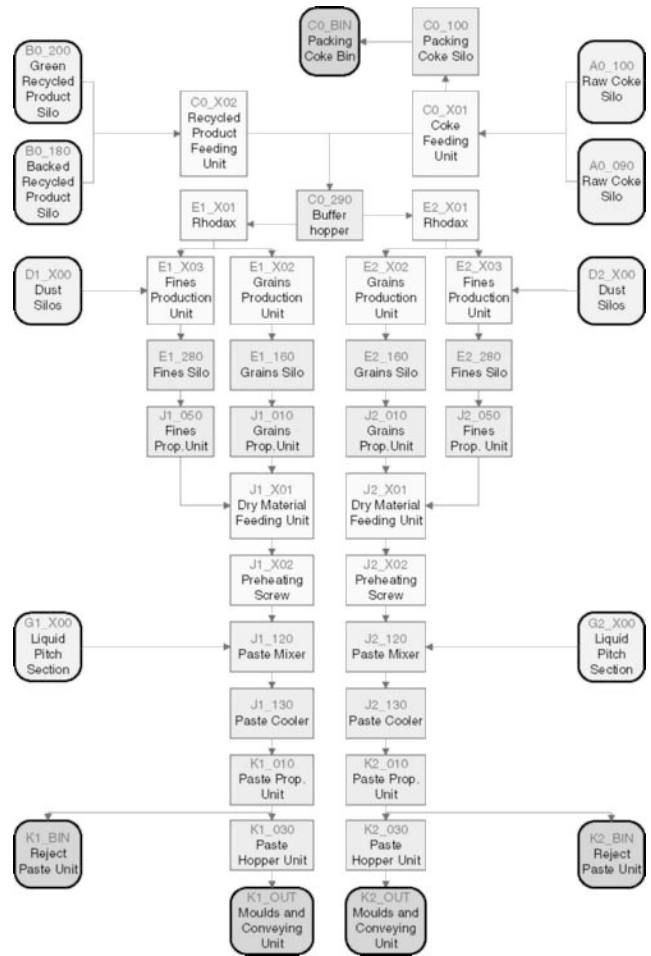 C0_BIN
Packing
Coke Bin
C0_100
Packing
Coke Silo
B0_200
Green
Recycled
Product
Silo
A0_100
Raw Coke
Silo
C0_X02
Recycled
Product
Feeding
Unit
C0_X01
Coke
Feeding
Unit
B0_180
Backed
Recycled
Product
Silo
A0_090
Raw Coke
Silo
E1_X01
Rhodax
C0_290
Buffer
hopper
E2_X01
Rhodax
D1_X00
Dust
Silos
E1_X03
Fines
Production
Unit
E1_X02
Grains
Production
Unit
E2_X02
Grains
Production
Unit
E2_X03
Fines
Production
Unit
D2_X00
Dust
Silos
E1_280
Fines Silo
E1_160
Grains Silo
E2_160
Grains Silo
E2_280
Fines Silo
J1_050
Fines
Prop.Unit
J1_010
Grains
Prop.Unit
J2_010
Grains
Prop.Unit
J2_050
Fines
Prop. Unit
J1_X01
Dry Material
Feeding Unit
J2_X01
Dry Material
Feeding Unit
J1_X02
Preheating
Screw
J2_X02
Preheating
Screw
G1_X00
Liquid
Pitch
Section
J1_120
Paste Mixer
J2_120
Paste Mixer
G2_X00
Liquid
Pitch
Section
J1_130
Paste Cooler
J2_130
Paste Cooler
K1_010
Paste Prop.
Unit
K2_010
Paste Prop.
Unit
K1_BIN
Reject
Paste Unit
K1_030
Paste
Hopper Unit
K2_030
Paste
Hopper Unit
K2_BIN
Reject
Paste Unit
K1_OUT
Moulds and
Conveying
Unit
K2_OUT
Moulds and
Conveying
Unit